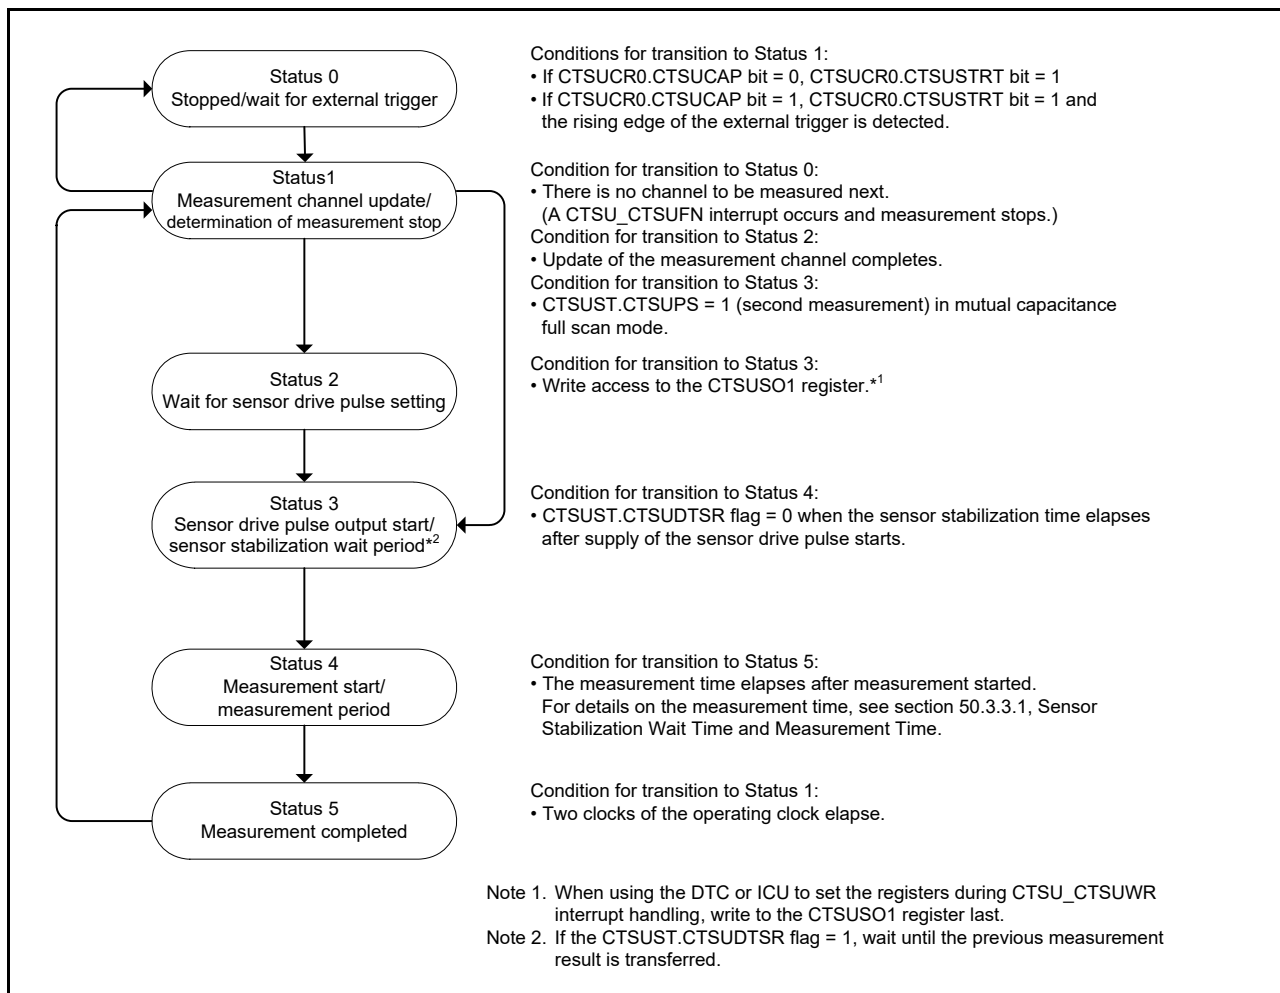 Status 0
Stopped/wait for external trigger
Conditions for transition to Status 1:
• If CTSUCR0.CTSUCAP bit = 0, CTSUCR0.CTSUSTRT bit = 1
• If CTSUCR0.CTSUCAP bit = 1, CTSUCR0.CTSUSTRT bit = 1 and
the rising edge of the external trigger is detected.
Status1
Measurement channel update/
determination of measurement stop
Condition for transition to Status 0:
• There is no channel to be measured next.
(A CTSU_CTSUFN interrupt occurs and measurement stops.)
Condition for transition to Status 2:
• Update of the measurement channel completes.
Condition for transition to Status 3:
• CTSUST.CTSUPS = 1 (second measurement) in mutual capacitance
full scan mode.
Status 2
Wait for sensor drive pulse setting
Condition for transition to Status 3:
• Write access to the CTSUSO1 register.*1
Status 3
Sensor drive pulse output start/
sensor stabilization wait period*2
Condition for transition to Status 4:
• CTSUST.CTSUDTSR flag = 0 when the sensor stabilization time elapses
after supply of the sensor drive pulse starts.
Status 4
Measurement start/
measurement period
Condition for transition to Status 5:
• The measurement time elapses after measurement started.
For details on the measurement time, see section 50.3.3.1, Sensor
Stabilization Wait Time and Measurement Time.
Status 5
Measurement completed
Condition for transition to Status 1:
• Two clocks of the operating clock elapse.
Note 1. When using the DTC or ICU to set the registers during CTSU_CTSUWR
interrupt handling, write to the CTSUSO1 register last.
Note 2. If the CTSUST.CTSUDTSR flag = 1, wait until the previous measurement
result is transferred.